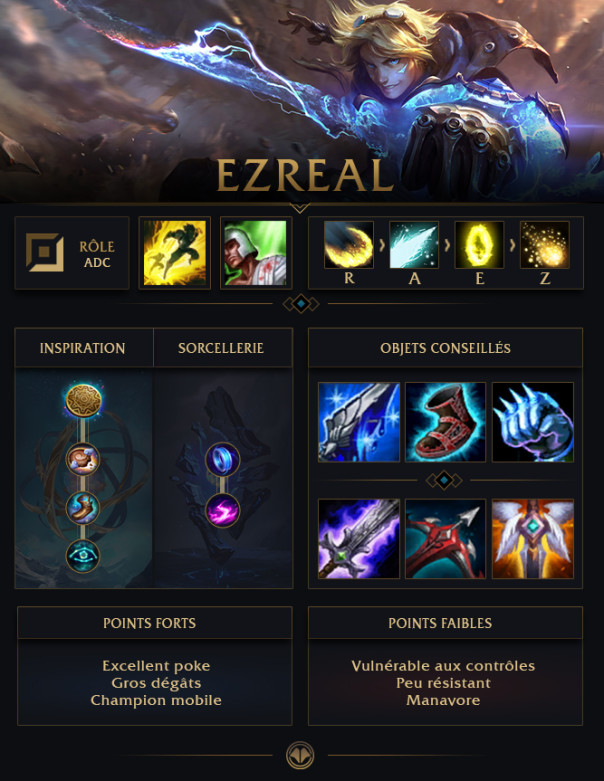 EZREAL
RÔLE
ADC
R
A
E
Z
INSPIRATION
SORCELLERIE
OBJETS CONSEILLÉS
POINTS FORTS
Excellent poke
Gros dégâts
Champion mobile
POINTS FAIBLES
Vulnérable aux contrôles
Peu résistant
Manavore